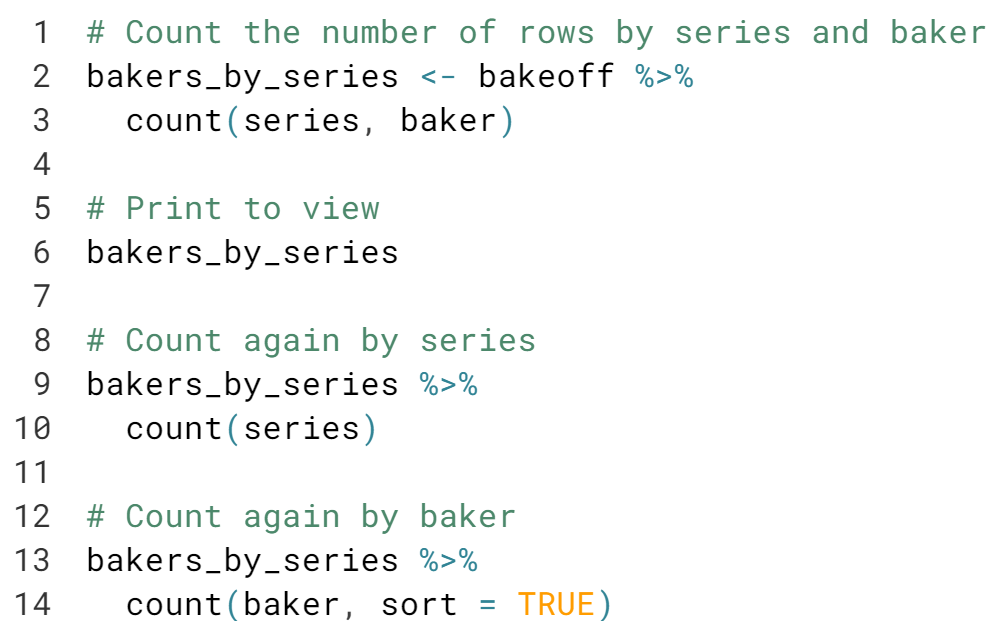 1 # Count the number of rows by series and baker
2 bakers_by_series <- bakeoff %>%
3   count(series, baker)
4
5 # Print to view
6 bakers_by_series
7
8 # Count again by series
9 bakers_by_series %>%
10   count(series)
11
12 # Count again by baker
13 bakers_by_series %>%
14   count(baker, sort = TRUE)